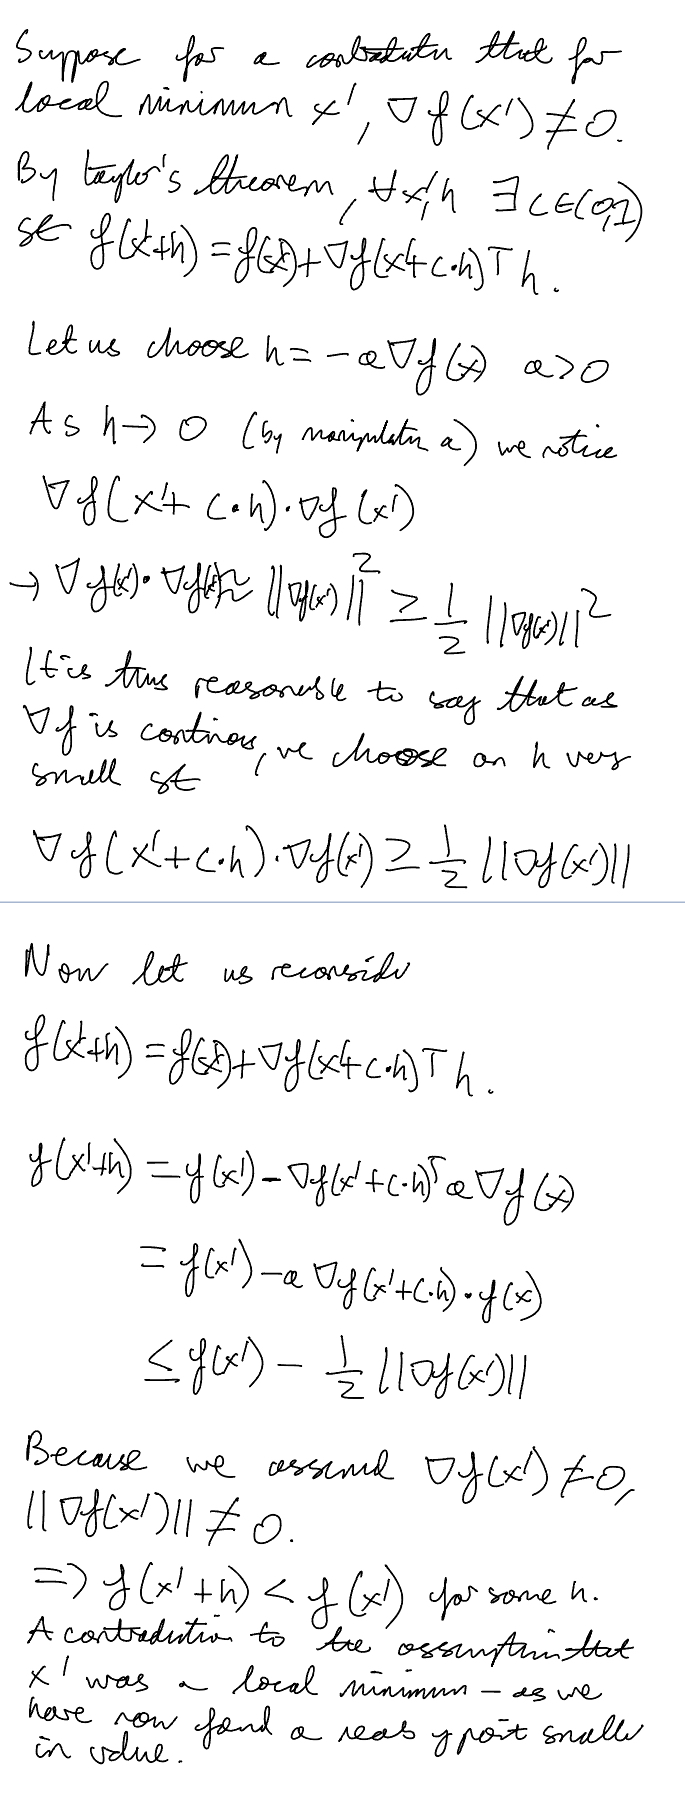 Suppose for a contradiction that for
local minimum x', ∇f(x') ≠ 0.
By taylor's theorem, ∀x',h ∃c∈(0,1)
st f(x'+h) = f(x') + ∇f(x'+c·h)ᵀh.
Let us choose h = -a∇f(x) a>0
As h→0 (by manipulating a) we notice
∇f(x'+c·h)·∇f(x')
→ ∇f(x')·∇f(x') ≈ ||∇f(x')||² ≥ 1/2 ||∇f(x')||²
It is thus reasonable to say that as
∇f is continous, we choose an h very
small st
∇f(x'+c·h)·∇f(x') ≥ 1/2 ||∇f(x')||
Now let us reconsider
f(x'+h) = f(x') + ∇f(x'+c·h)ᵀh.
f(x'+h) = f(x') - ∇f(x'+c·h)ᵀa∇f(x)
= f(x') - a∇f(x'+c·h)·f(x)
≤ f(x') - 1/2 ||∇f(x')||
Because we assumed ∇f(x') ≠ 0,
||∇f(x')|| ≠ 0.
=> f(x'+h) < f(x') for some h.
A contradiction to the assumption that
x' was a local minimum – as we
have now found a point smaller
in value.